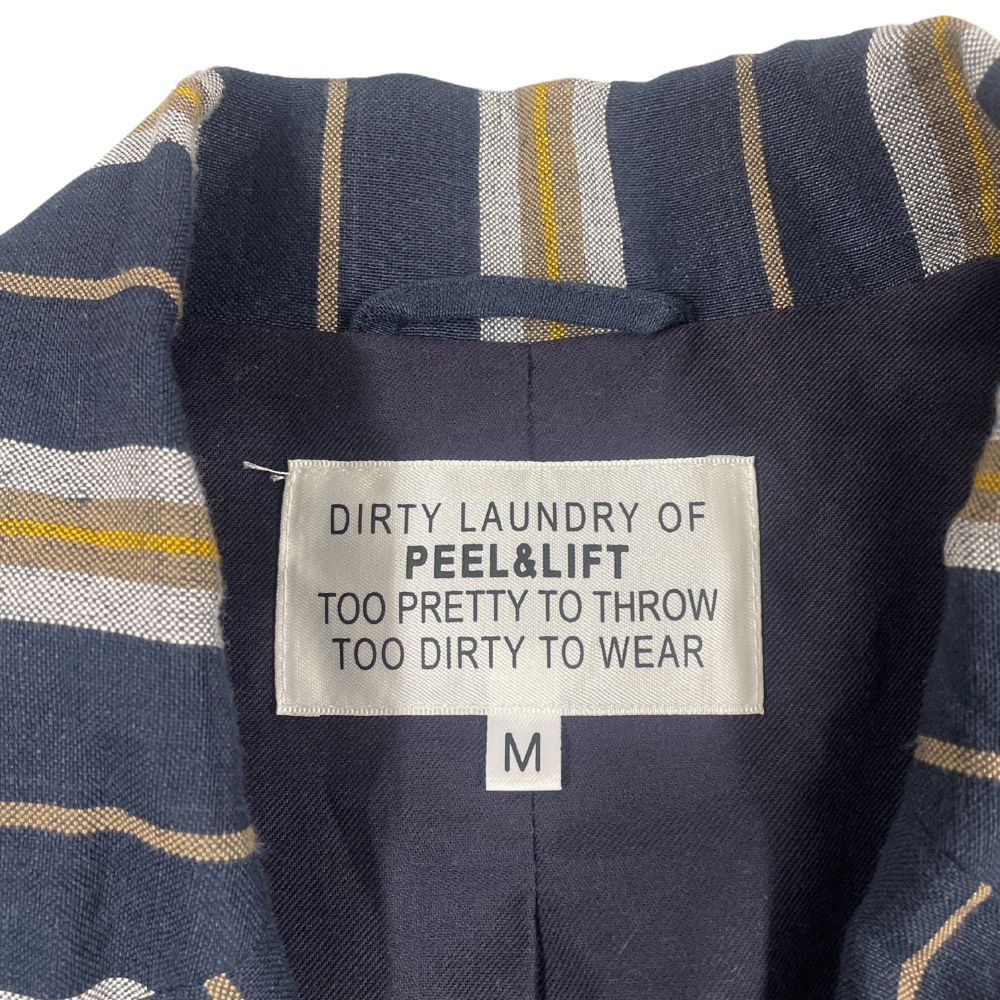 DIRTY LAUNDRY OF
PEEL&LIFT
TOO PRETTY TO THROW
TOO DIRTY TO WEAR
M